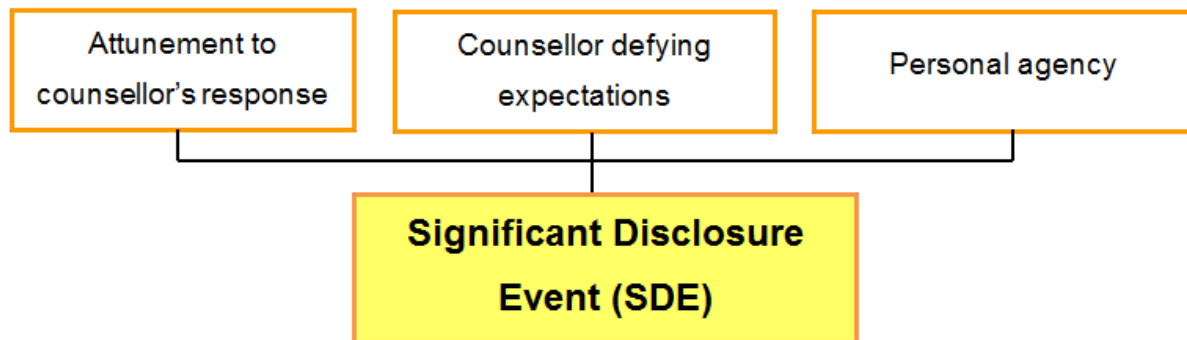 Attunement to
counsellor's response
Counsellor defying
expectations
Personal agency
Significant Disclosure
Event (SDE)